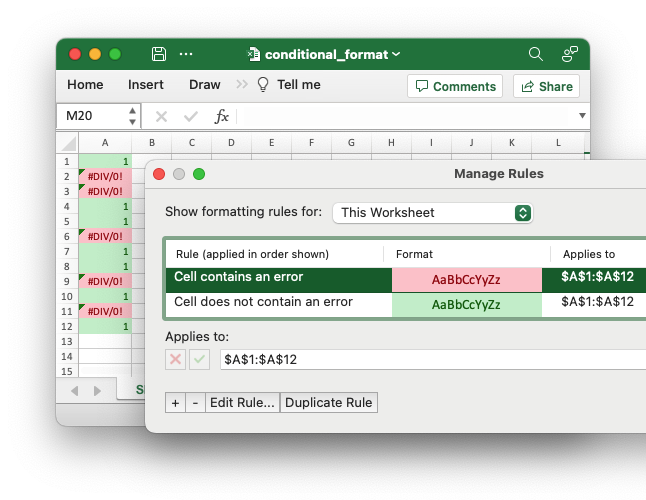 conditional_format
Home Insert Draw Tell me Comments Share
M20 fx
A B C D E F G H I J K L
1 1
2 #DIV/0!
3 #DIV/0!
4 1
5 1
6 #DIV/0!
7 1
8 1
9 #DIV/0!
10 1
11 #DIV/0!
12 1
13
14
15
Manage Rules
Show formatting rules for: This Worksheet
Rule (applied in order shown) Format Applies to
Cell contains an error AaBbCcYyZz $A$1:$A$12
Cell does not contain an error AaBbCcYyZz $A$1:$A$12
Applies to:
$A$1:$A$12
+ - Edit Rule... Duplicate Rule